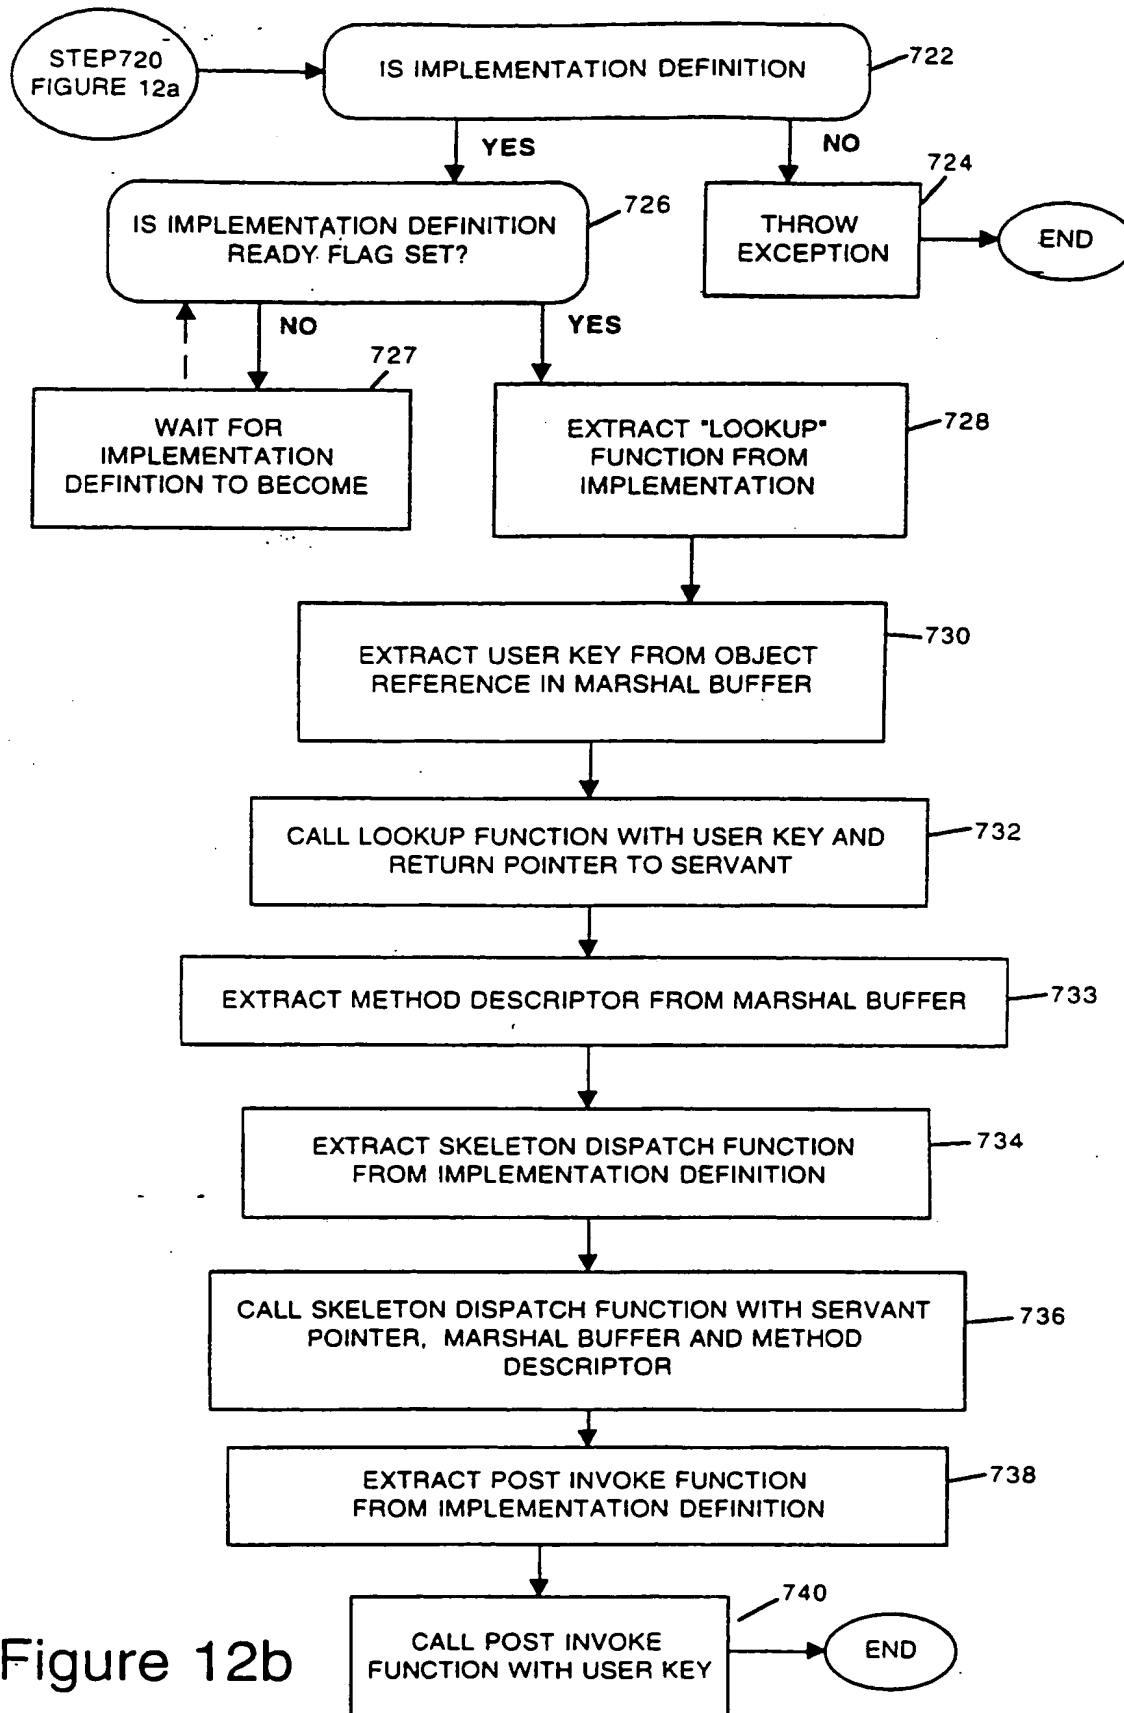 STEP720
FIGURE 12a
IS IMPLEMENTATION DEFINITION
722
YES
NO
724
IS IMPLEMENTATION DEFINITION
READY FLAG SET?
726
THROW
EXCEPTION
END
NO
YES
727
WAIT FOR
IMPLEMENTATION
DEFINTION TO BECOME
EXTRACT "LOOKUP"
FUNCTION FROM
IMPLEMENTATION
728
EXTRACT USER KEY FROM OBJECT
REFERENCE IN MARSHAL BUFFER
730
CALL LOOKUP FUNCTION WITH USER KEY AND
RETURN POINTER TO SERVANT
732
EXTRACT METHOD DESCRIPTOR FROM MARSHAL BUFFER
733
EXTRACT SKELETON DISPATCH FUNCTION
FROM IMPLEMENTATION DEFINITION
734
CALL SKELETON DISPATCH FUNCTION WITH SERVANT
POINTER, MARSHAL BUFFER AND METHOD
DESCRIPTOR
736
EXTRACT POST INVOKE FUNCTION
FROM IMPLEMENTATION DEFINITION
738
740
CALL POST INVOKE
FUNCTION WITH USER KEY
END
Figure 12b